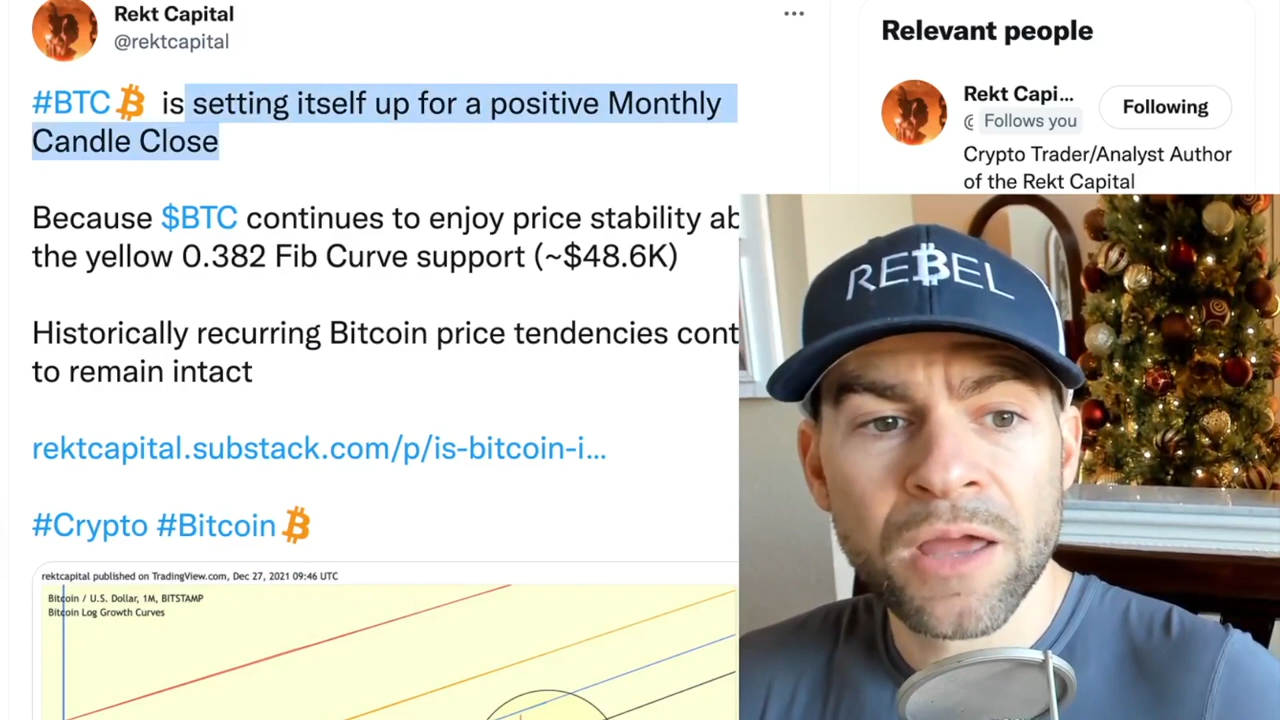 Rekt Capital
@rektcapital
#BTC is setting itself up for a positive Monthly
Candle Close
Because $BTC continues to enjoy price stability ab
the yellow 0.382 Fib Curve support (~$48.6K)
Historically recurring Bitcoin price tendencies cont
to remain intact
rektcapital.substack.com/p/is-bitcoin-i...
#Crypto #Bitcoin
rektcapital published on TradingView.com, Dec 27, 2021 09:46 UTC
Bitcoin / U.S. Dollar, 1M, BITSTAMP
Bitcoin Log Growth Curves
Relevant people
Rekt Capi...
@ Follows you
Following
Crypto Trader/Analyst Author
of the Rekt Capital
REBEL